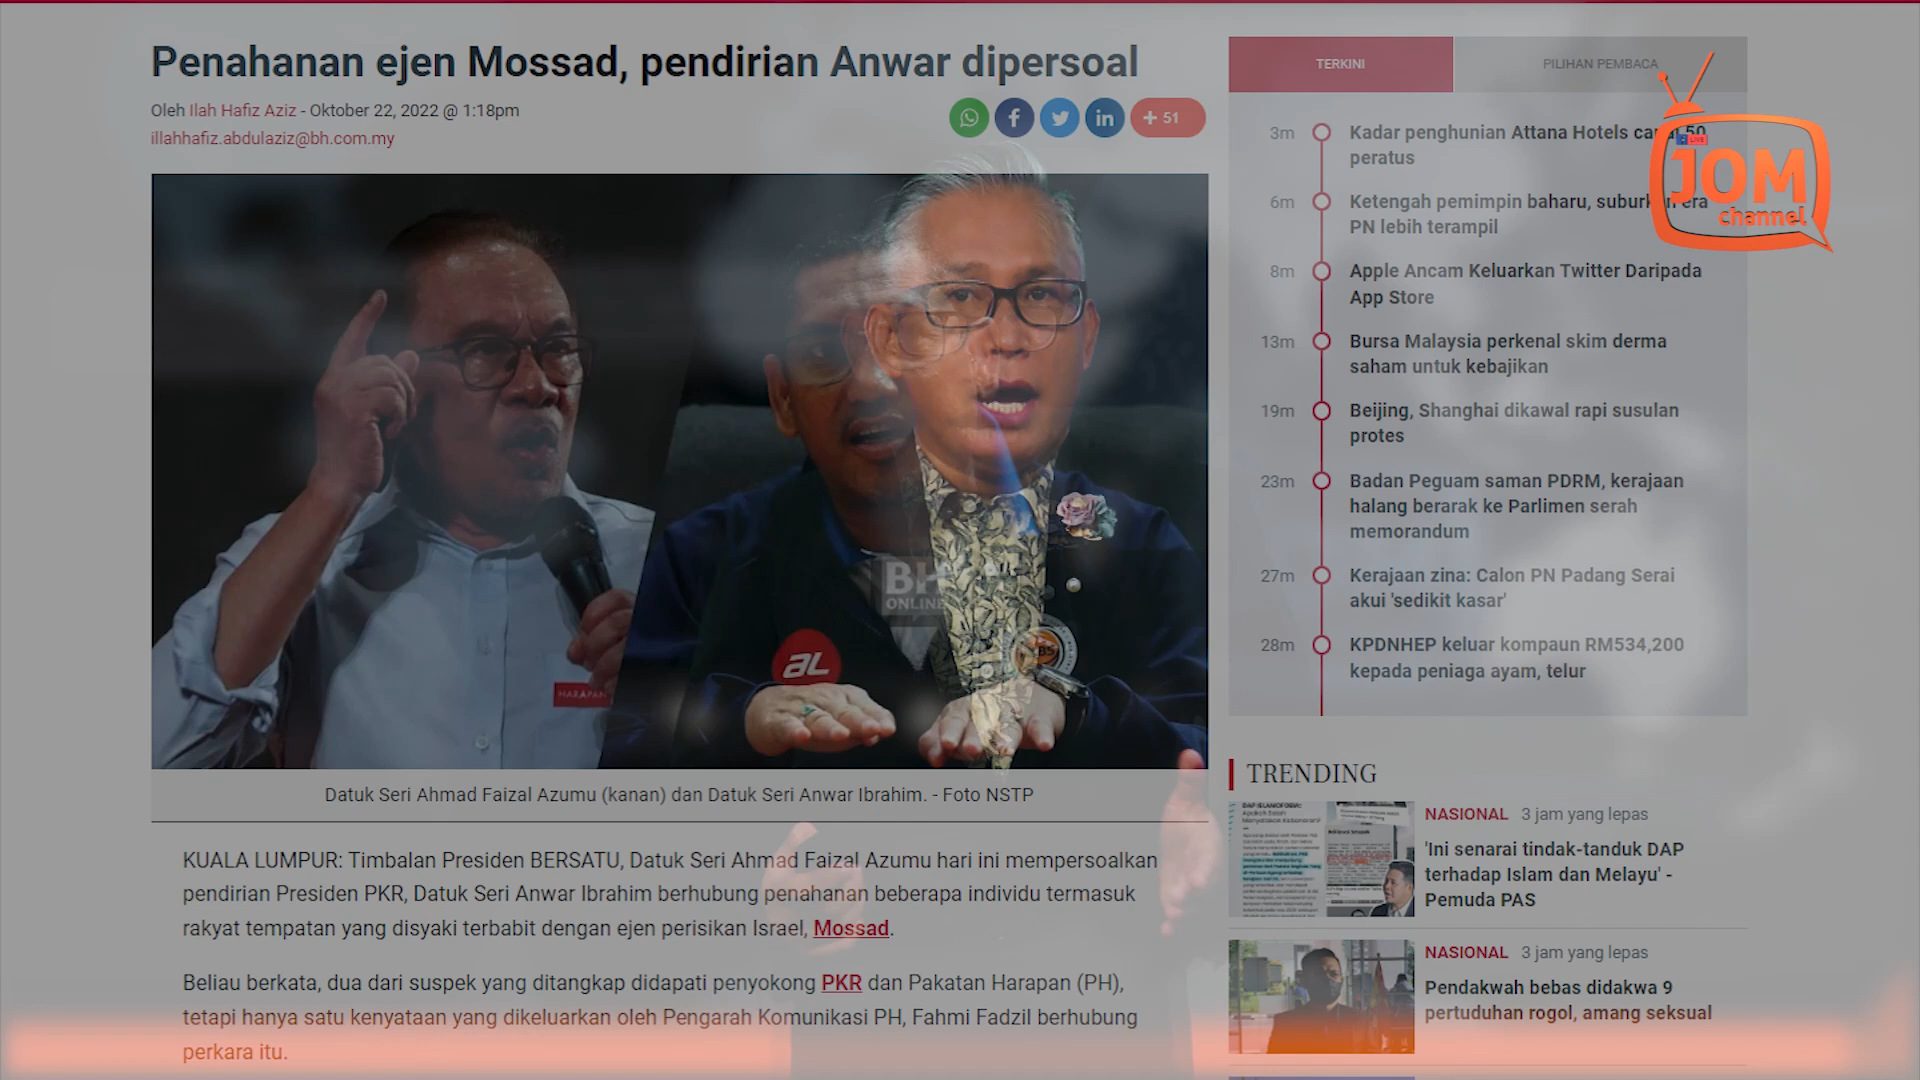 Penahanan ejen Mossad, pendirian Anwar dipersoal
Oleh Ilah Hafiz Aziz - Oktober 22, 2022 @ 1:18pm
illahhafiz.abdulaziz@bh.com.my
+ 51
HARAPAN
aL
BH
ONLINE
BS
Datuk Seri Ahmad Faizal Azumu (kanan) dan Datuk Seri Anwar Ibrahim. - Foto NSTP
KUALA LUMPUR: Timbalan Presiden BERSATU, Datuk Seri Ahmad Faizal Azumu hari ini mempersoalkan
pendirian Presiden PKR, Datuk Seri Anwar Ibrahim berhubung penahanan beberapa individu termasuk
rakyat tempatan yang disyaki terbabit dengan ejen perisikan Israel, Mossad.
Beliau berkata, dua dari suspek yang ditangkap didapati penyokong PKR dan Pakatan Harapan (PH),
tetapi hanya satu kenyataan yang dikeluarkan oleh Pengarah Komunikasi PH, Fahmi Fadzil berhubung
perkara itu.
TERKINI
PILIHAN PEMBACA
LIVE
JOM
channel
3m
Kadar penghunian Attana Hotels capai 50
peratus
6m
Ketengah pemimpin baharu, suburkan era
PN lebih terampil
8m
Apple Ancam Keluarkan Twitter Daripada
App Store
13m
Bursa Malaysia perkenal skim derma
saham untuk kebajikan
19m
Beijing, Shanghai dikawal rapi susulan
protes
23m
Badan Peguam saman PDRM, kerajaan
halang berarak ke Parlimen serah
memorandum
27m
Kerajaan zina: Calon PN Padang Serai
akui 'sedikit kasar'
28m
KPDNHEP keluar kompaun RM534,200
kepada peniaga ayam, telur
TRENDING
NASIONAL 3 jam yang lepas
'Ini senarai tindak-tanduk DAP
terhadap Islam dan Melayu' -
Pemuda PAS
NASIONAL 3 jam yang lepas
Pendakwah bebas didakwa 9
pertuduhan rogol, amang seksual